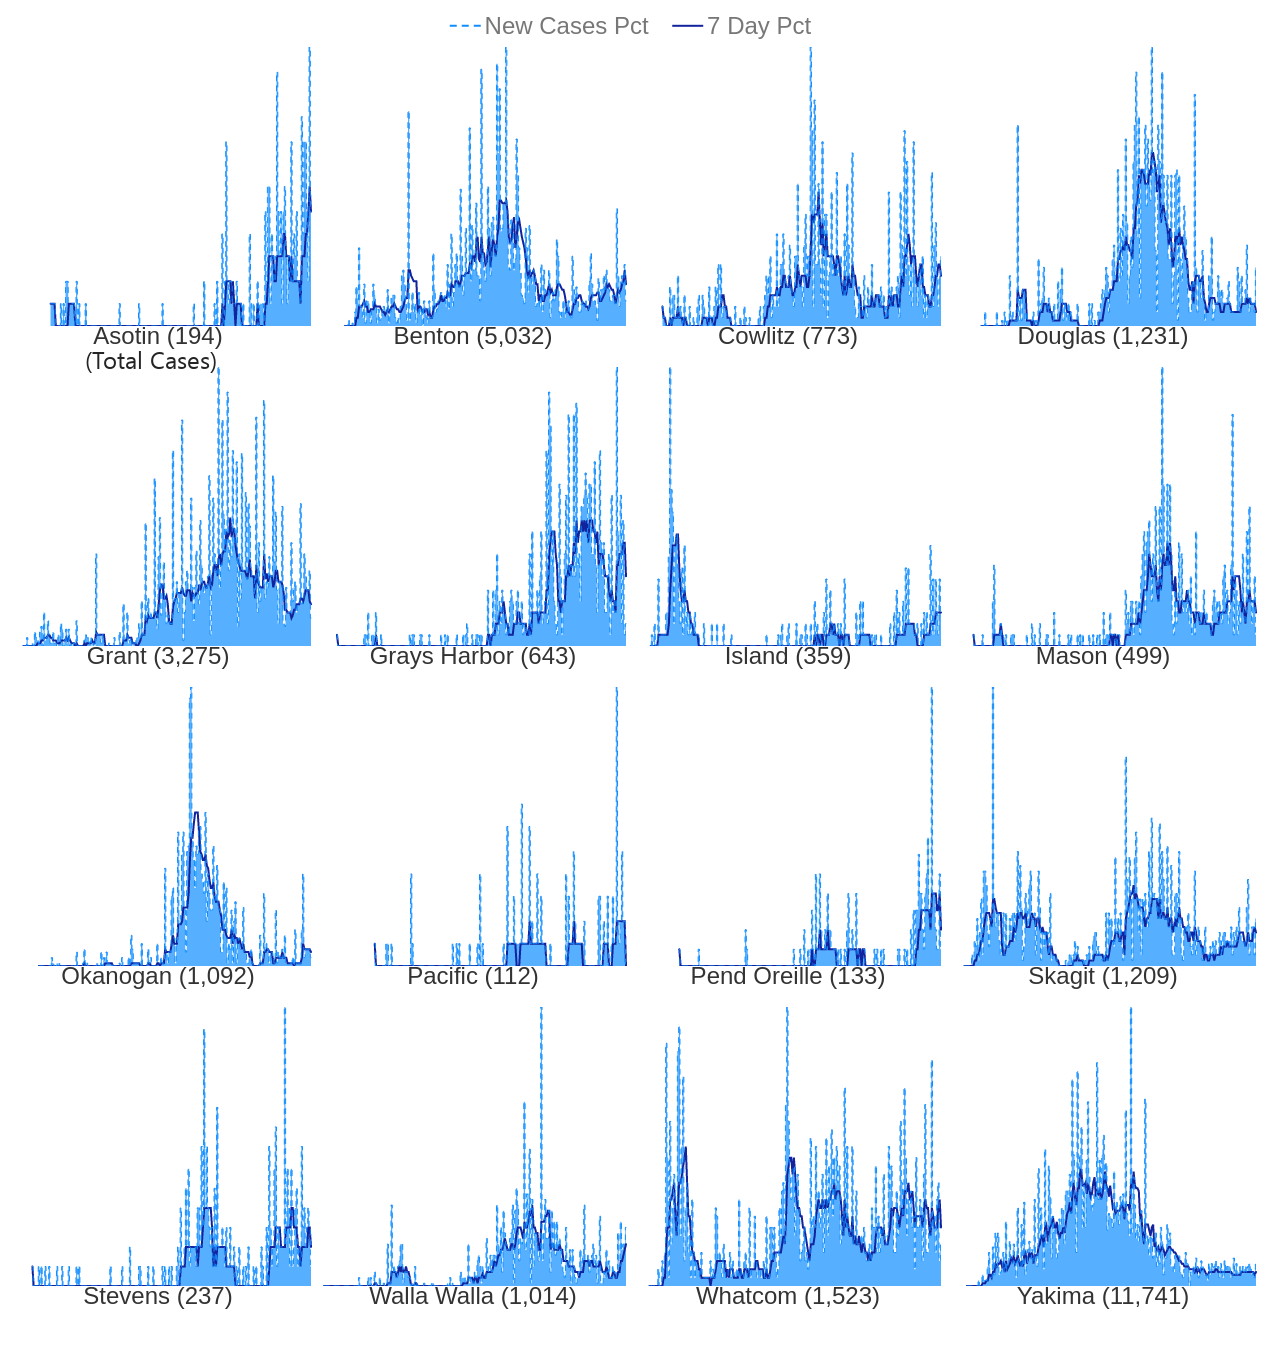 New Cases Pct 7 Day Pct
Asotin (194) Benton (5,032) Cowlitz (773) Douglas (1,231)
(Total Cases)
Grant (3,275) Grays Harbor (643) Island (359) Mason (499)
Okanogan (1,092) Pacific (112) Pend Oreille (133) Skagit (1,209)
Stevens (237) Walla Walla (1,014) Whatcom (1,523) Yakima (11,741)